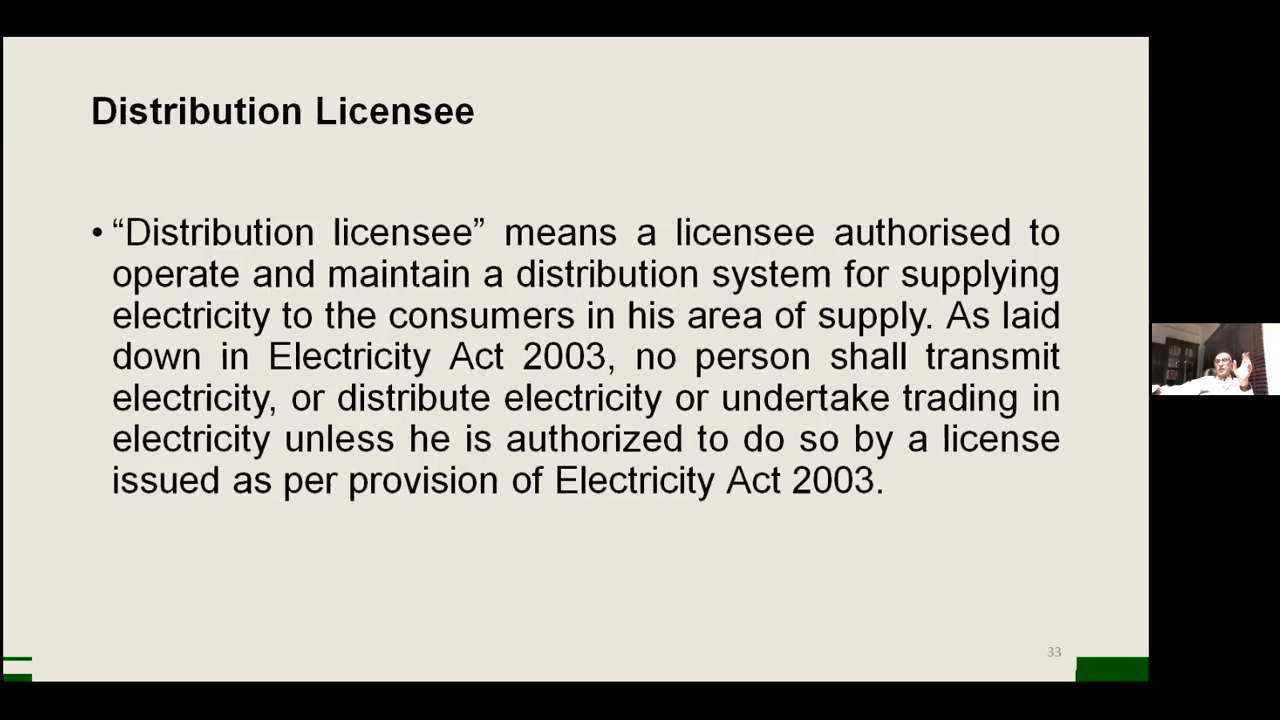 Distribution Licensee
• “Distribution licensee” means a licensee authorised to
operate and maintain a distribution system for supplying
electricity to the consumers in his area of supply. As laid
down in Electricity Act 2003, no person shall transmit
electricity, or distribute electricity or undertake trading in
electricity unless he is authorized to do so by a license
issued as per provision of Electricity Act 2003.
33